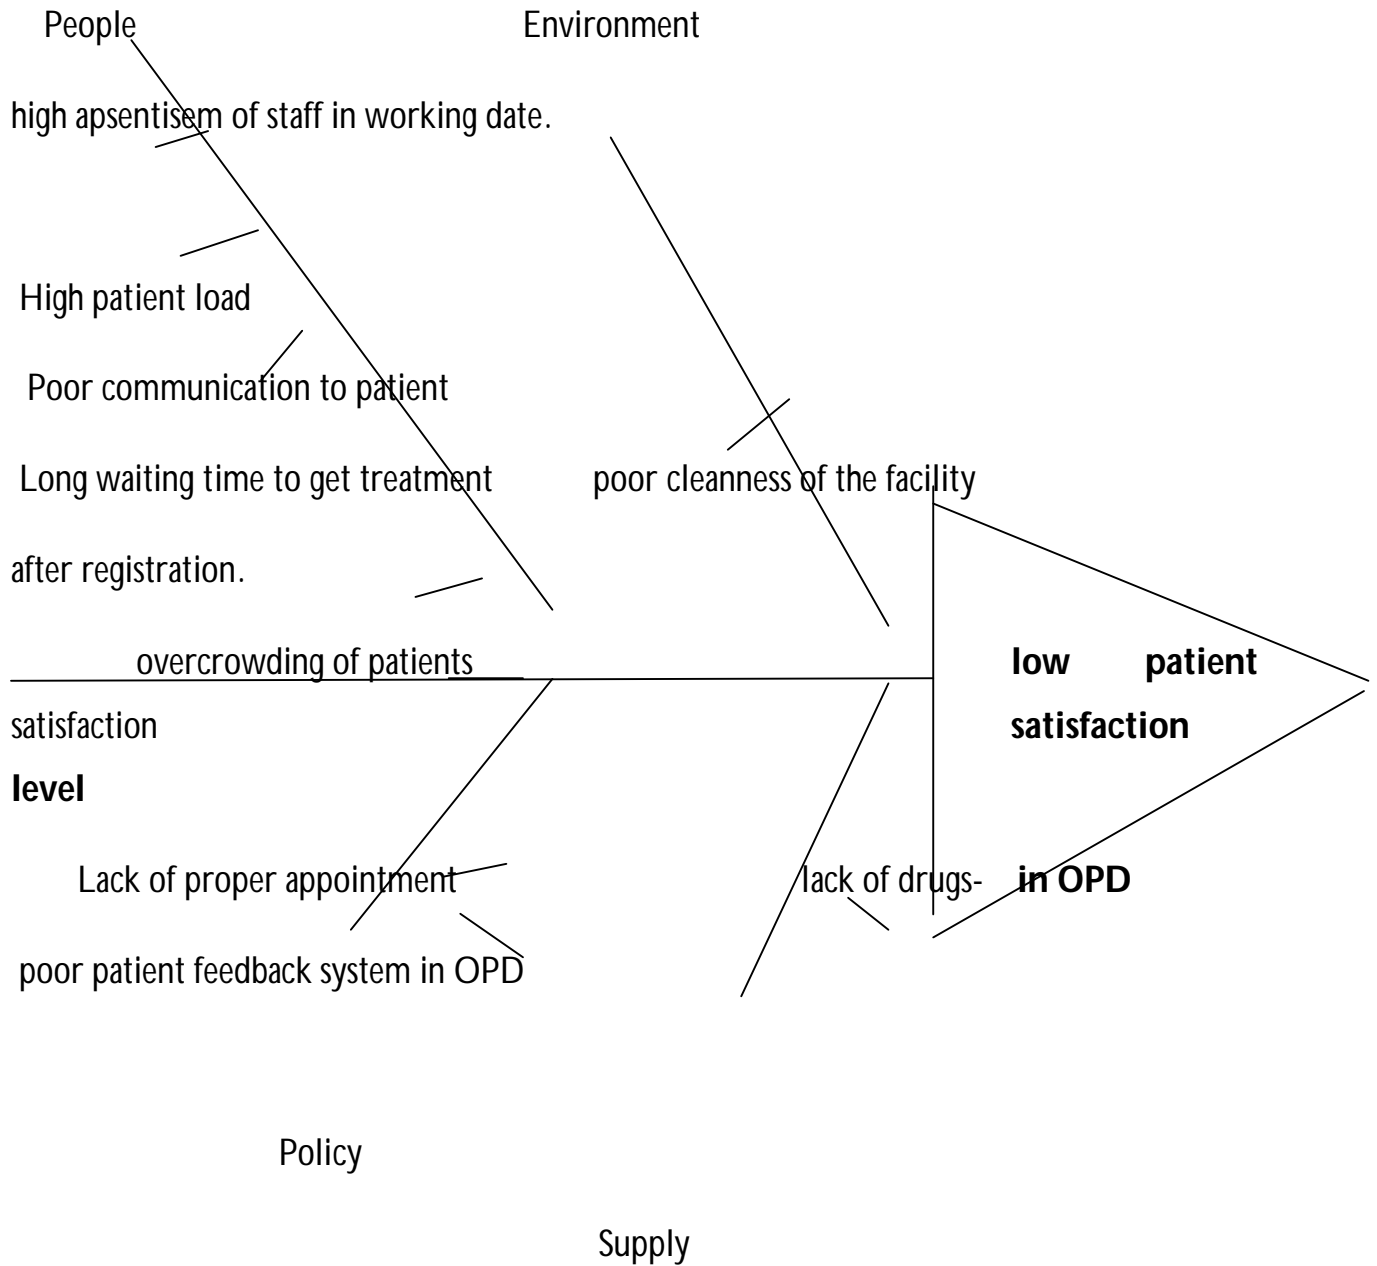 People Environment
high apsentisem of staff in working date.
High patient load
Poor communication to patient
Long waiting time to get treatment poor cleanness of the facility
after registration.
overcrowding of patients low patient
satisfaction satisfaction
level
Lack of proper appointment lack of drugs- in OPD
poor patient feedback system in OPD
Policy
Supply